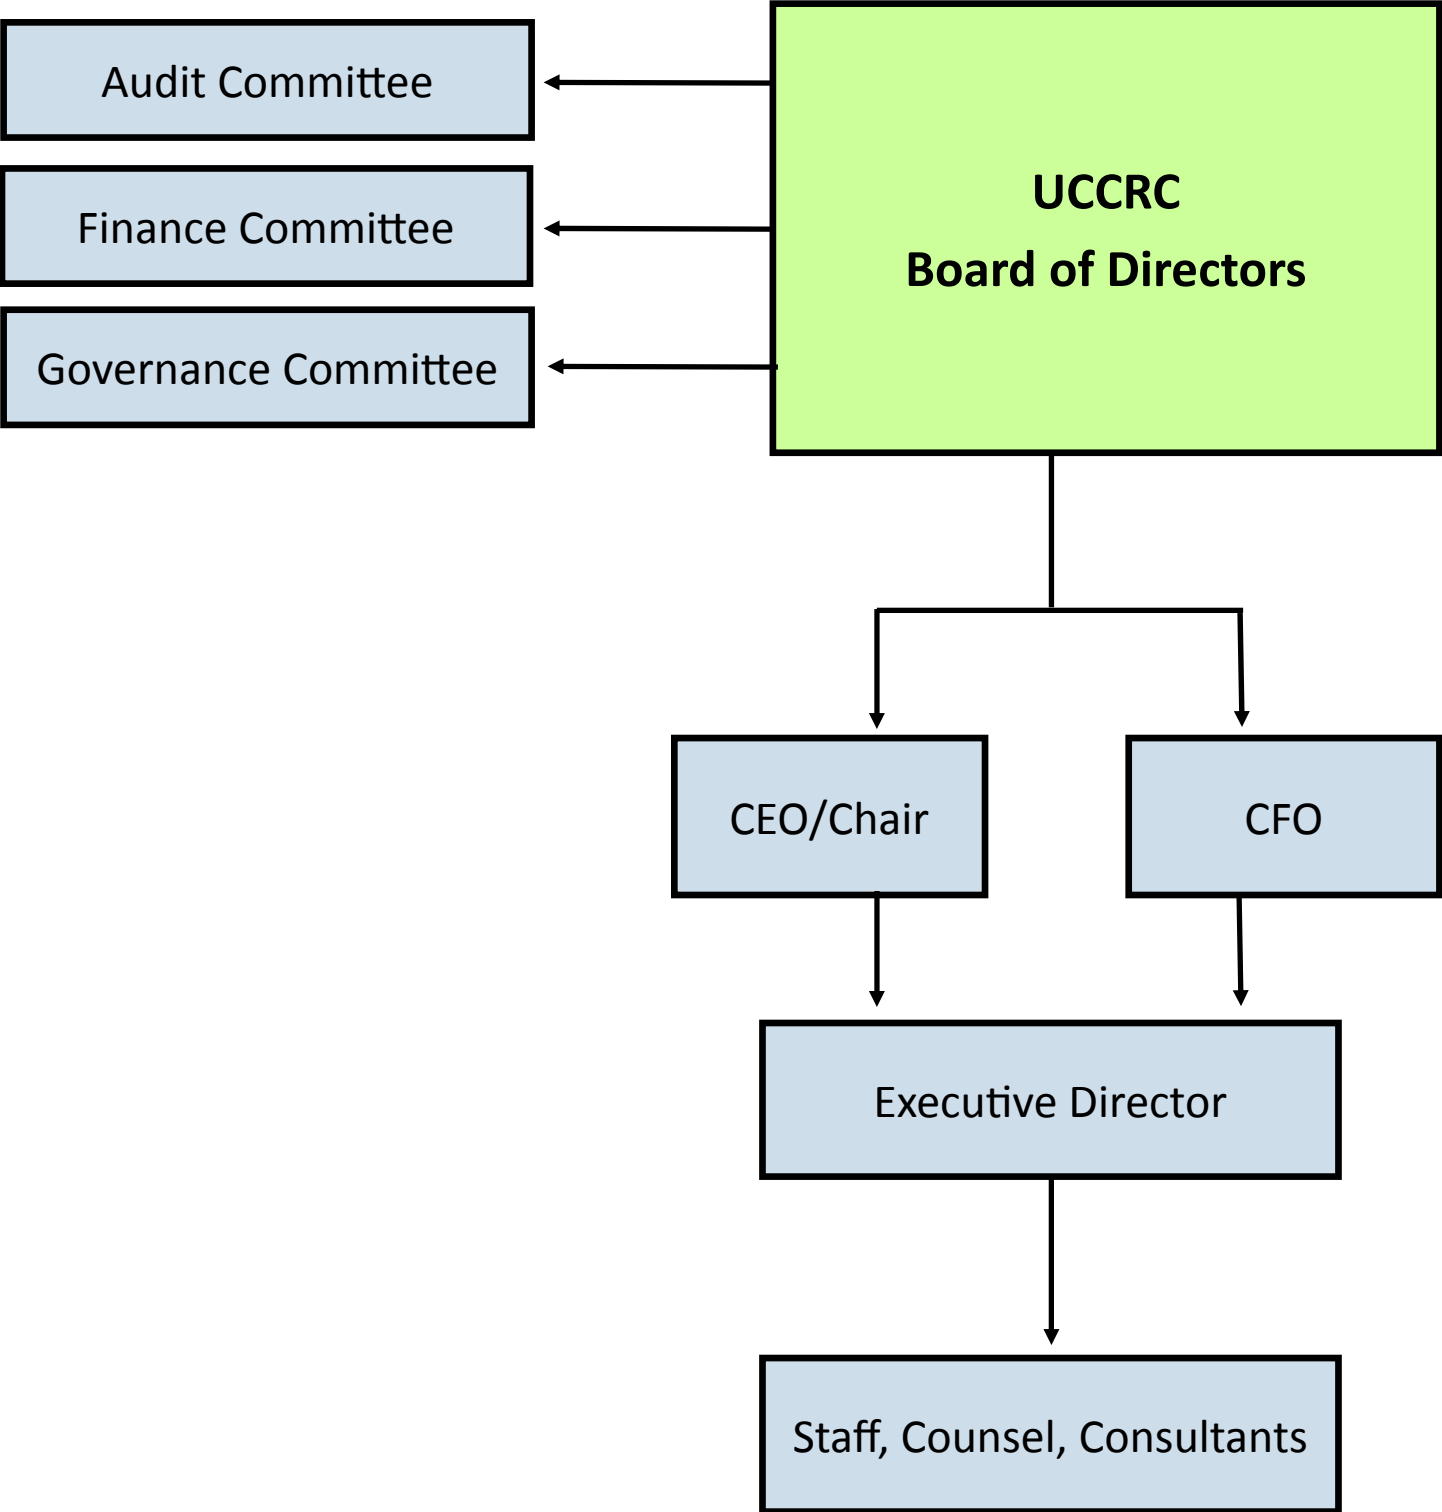 Audit Committee
Finance Committee
Governance Committee
UCCRC
Board of Directors
CEO/Chair
CFO
Executive Director
Staff, Counsel, Consultants